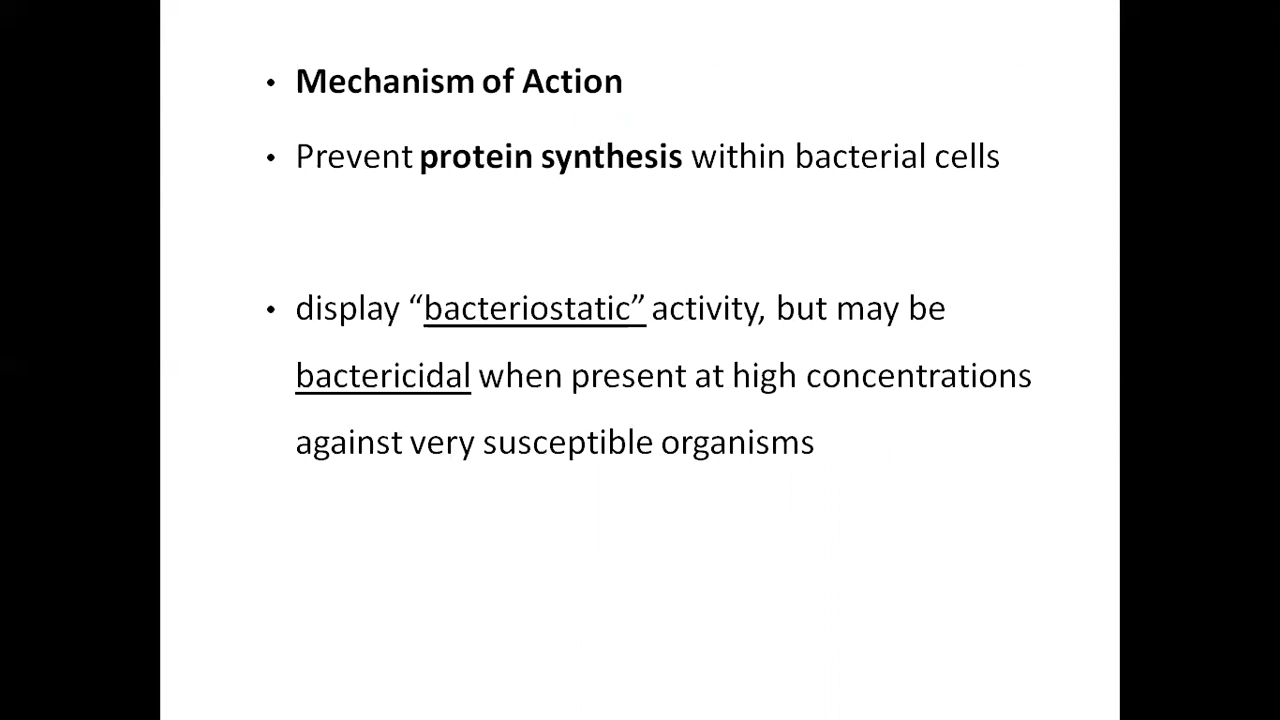 • Mechanism of Action
• Prevent protein synthesis within bacterial cells
• display “bacteriostatic” activity, but may be
bactericidal when present at high concentrations
against very susceptible organisms